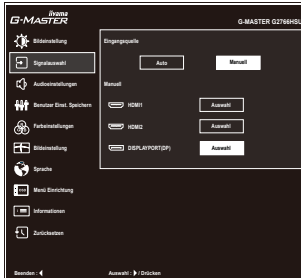 iiyama
G-MASTER
G-MASTER G2766HSU
Bildeinstellung
Signalauswahl
Audioeinstellungen
Benutzer Einst. Speichern
Farbeinstellungen
Bildeinstellung
Sprache
Menü Einrichtung
Informationen
Zurücksetzen
Eingangsquelle
Auto
Manuell
Manuell
HDMI1
Auswahl
HDMI2
Auswahl
DISPLAYPORT(DP)
Auswahl
Beenden :
Auswahl : / Drücken